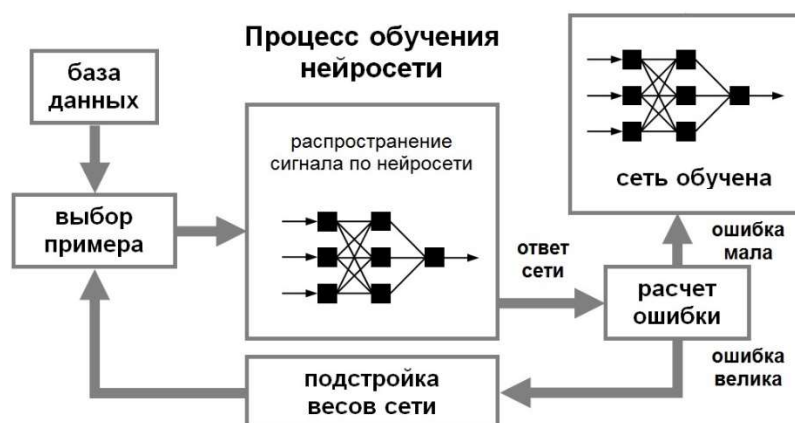 Процесс обучения
нейросети
база
данных
выбор
примера
распространение
сигнала по нейросети
ответ
сети
расчет
ошибки
ошибка
мала
сеть обучена
ошибка
велика
подстройка
весов сети